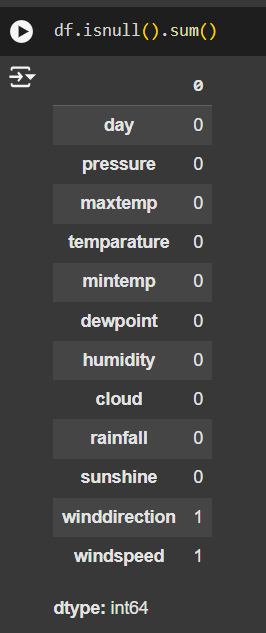 df.isnull().sum()
0
day 0
pressure 0
maxtemp 0
temparature 0
mintemp 0
dewpoint 0
humidity 0
cloud 0
rainfall 0
sunshine 0
winddirection 1
windspeed 1
dtype: int64